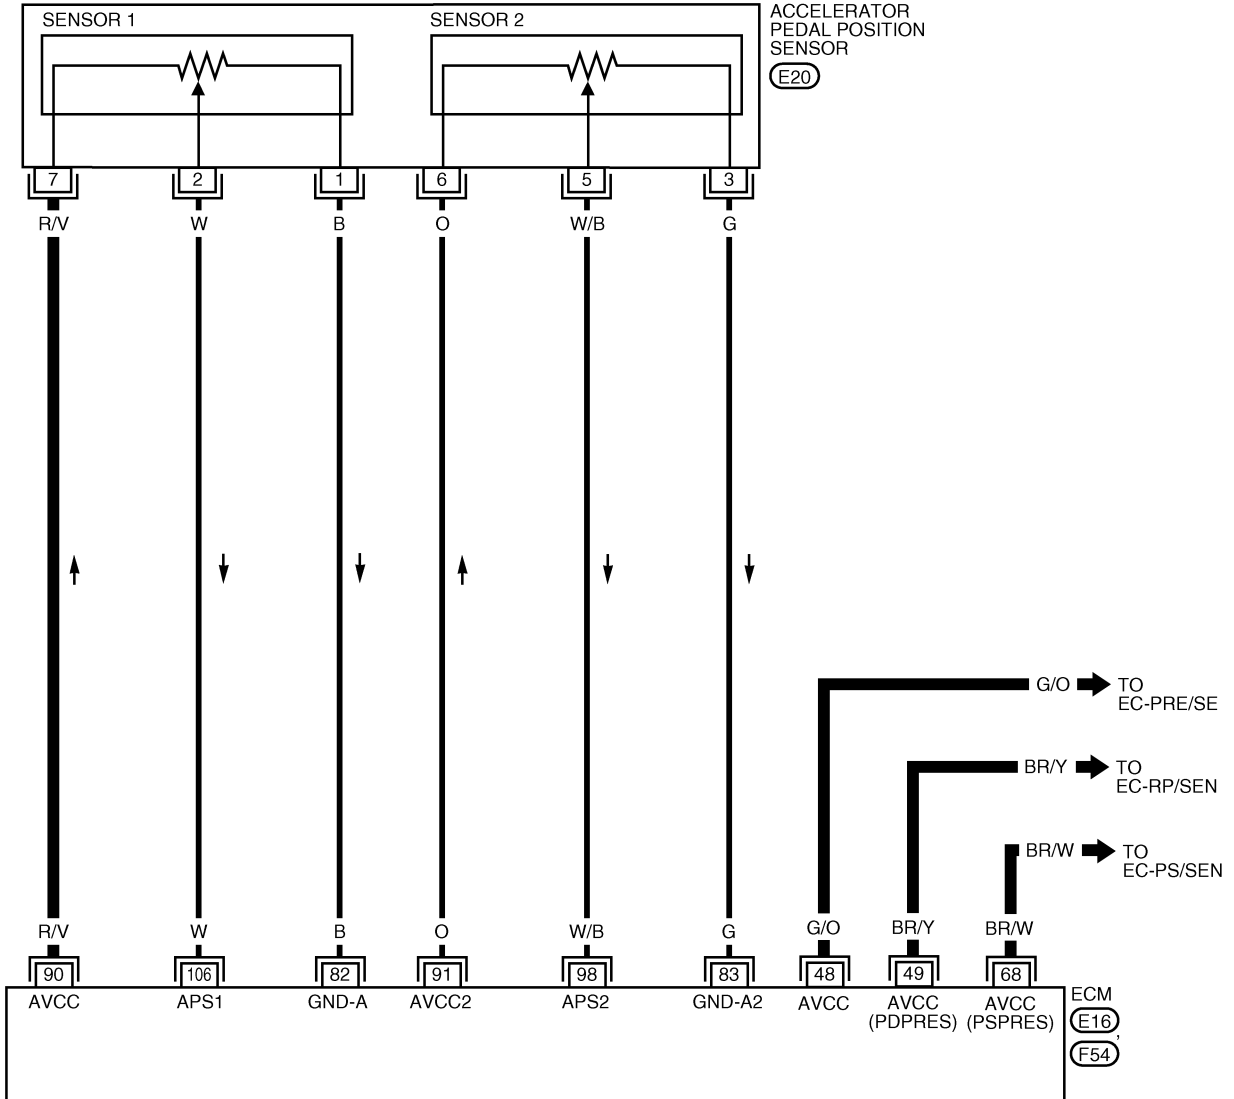 SENSOR 1
SENSOR 2
ACCELERATOR
PEDAL POSITION
SENSOR
E20
7 2 1 6 5 3
R/V W B O W/B G
G/O TO
EC-PRE/SE
BR/Y TO
EC-RP/SEN
BR/W TO
EC-PS/SEN
R/V W B O W/B G G/O BR/Y BR/W
90 106 82 91 98 83 48 49 68
AVCC APS1 GND-A AVCC2 APS2 GND-A2 AVCC AVCC AVCC
(PDPRES) (PSPRES)
ECM
E16 ,
F54